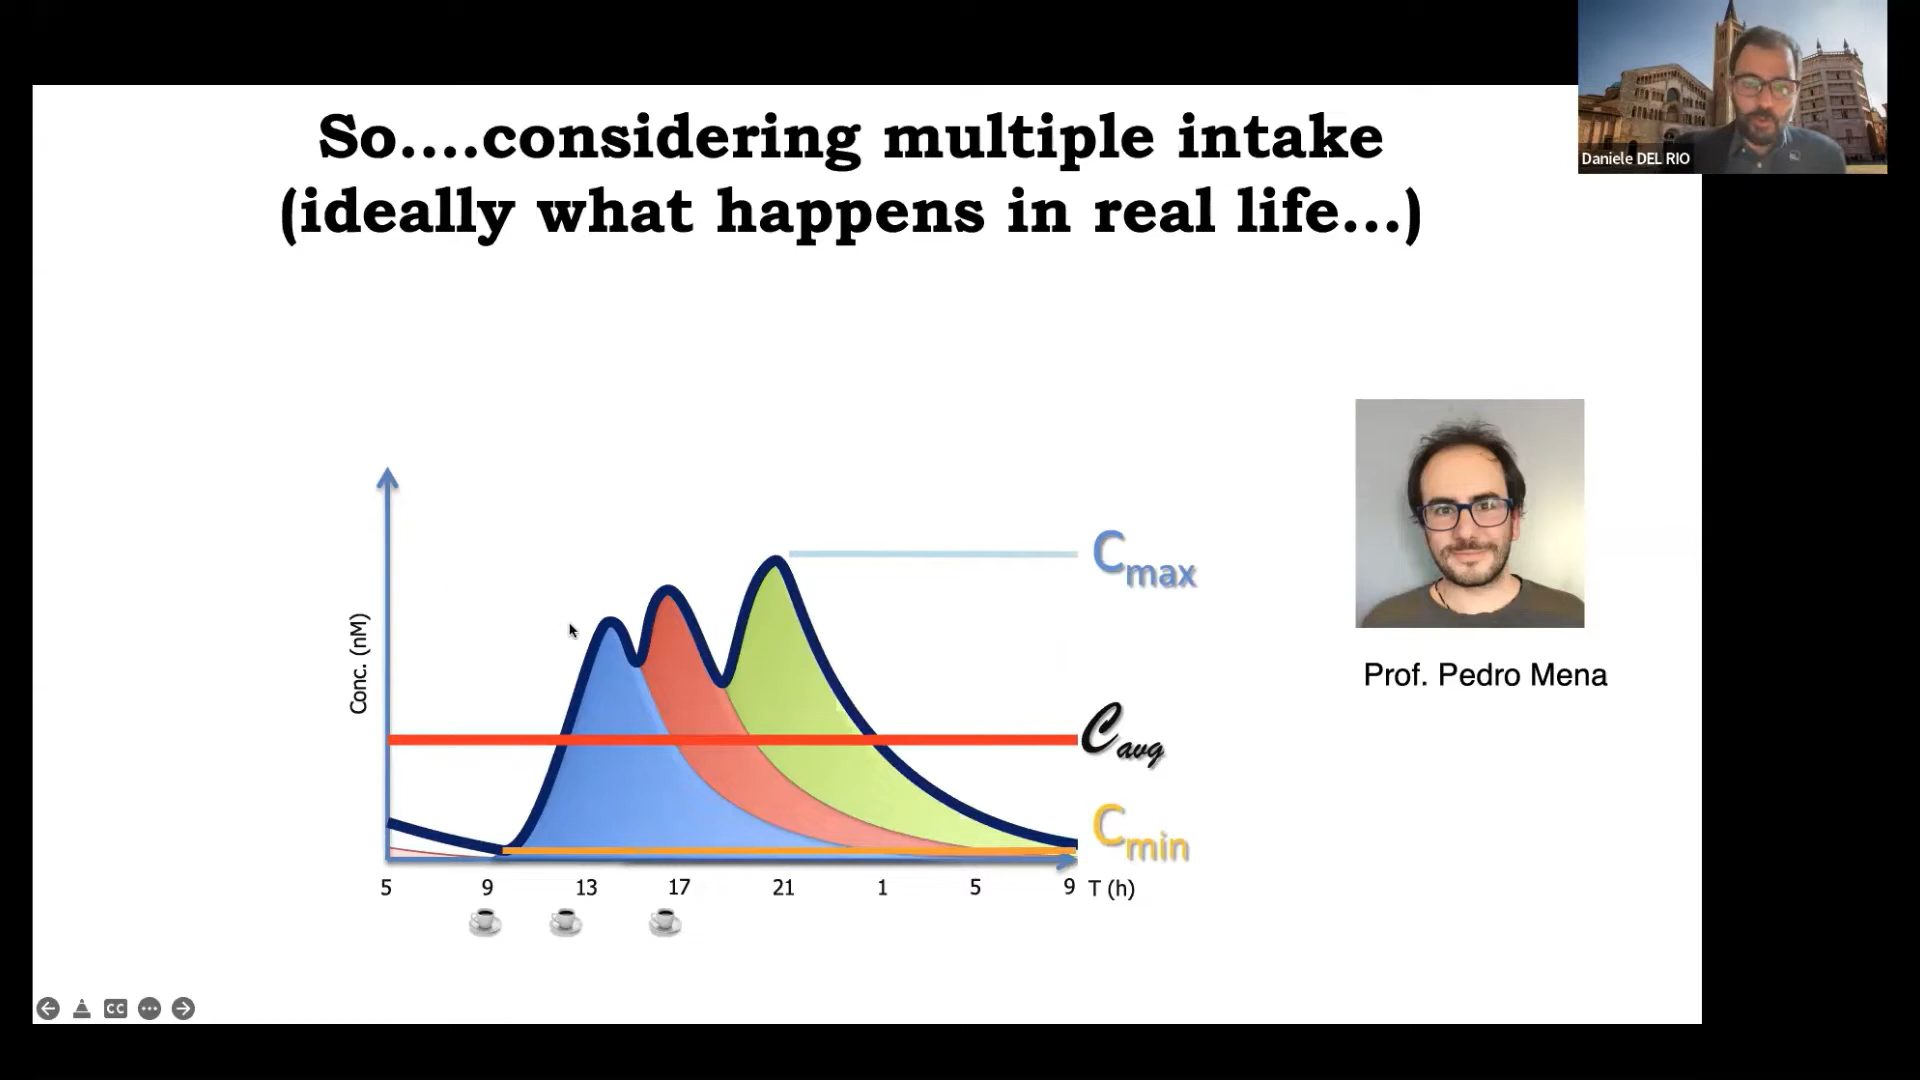 Daniele DEL RIO
So....considering multiple intake
(ideally what happens in real life...)
Conc. (nM)
Cmax
Cavg
Cmin
5 9 13 17 21 1 5 9 T (h)
Prof. Pedro Mena
CC